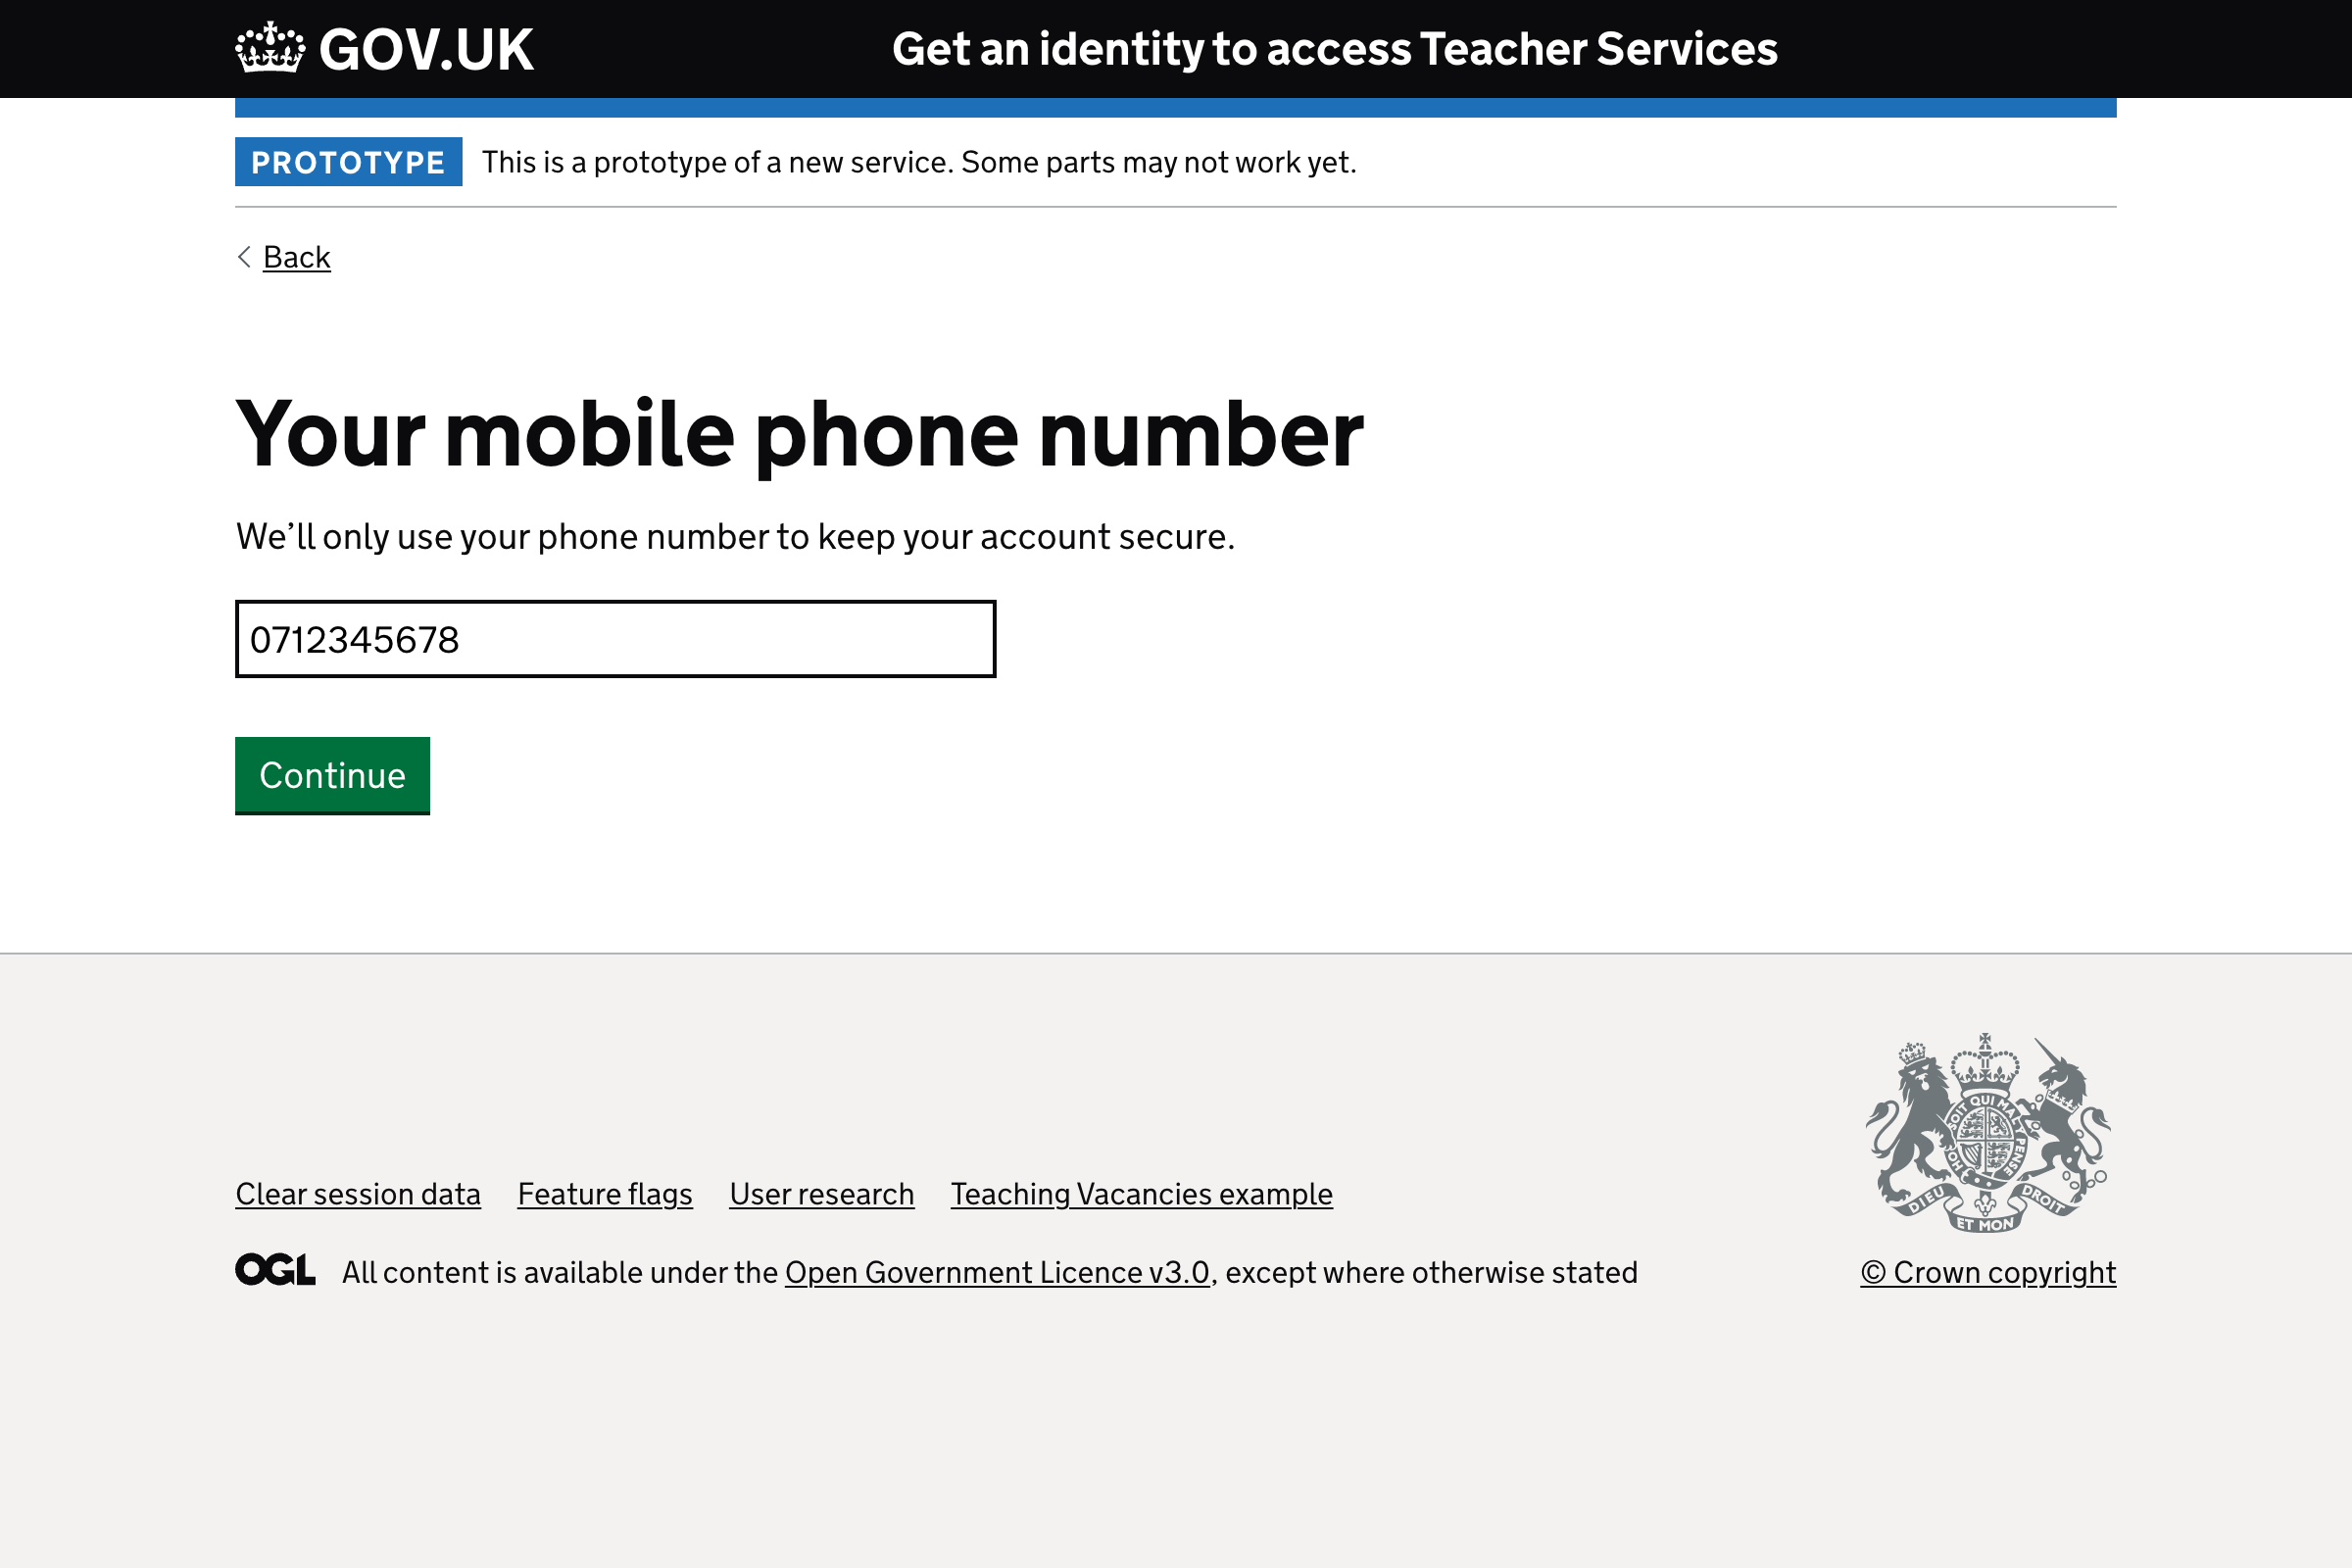 GOV.UK
Get an identity to access Teacher Services
PROTOTYPE This is a prototype of a new service. Some parts may not work yet.
Back
Your mobile phone number
We’ll only use your phone number to keep your account secure.
0712345678
Continue
SOIT QUI MAL Y PENSE
DIEU ET MON DROIT
Clear session data Feature flags User research Teaching Vacancies example
OGL All content is available under the Open Government Licence v3.0, except where otherwise stated
© Crown copyright